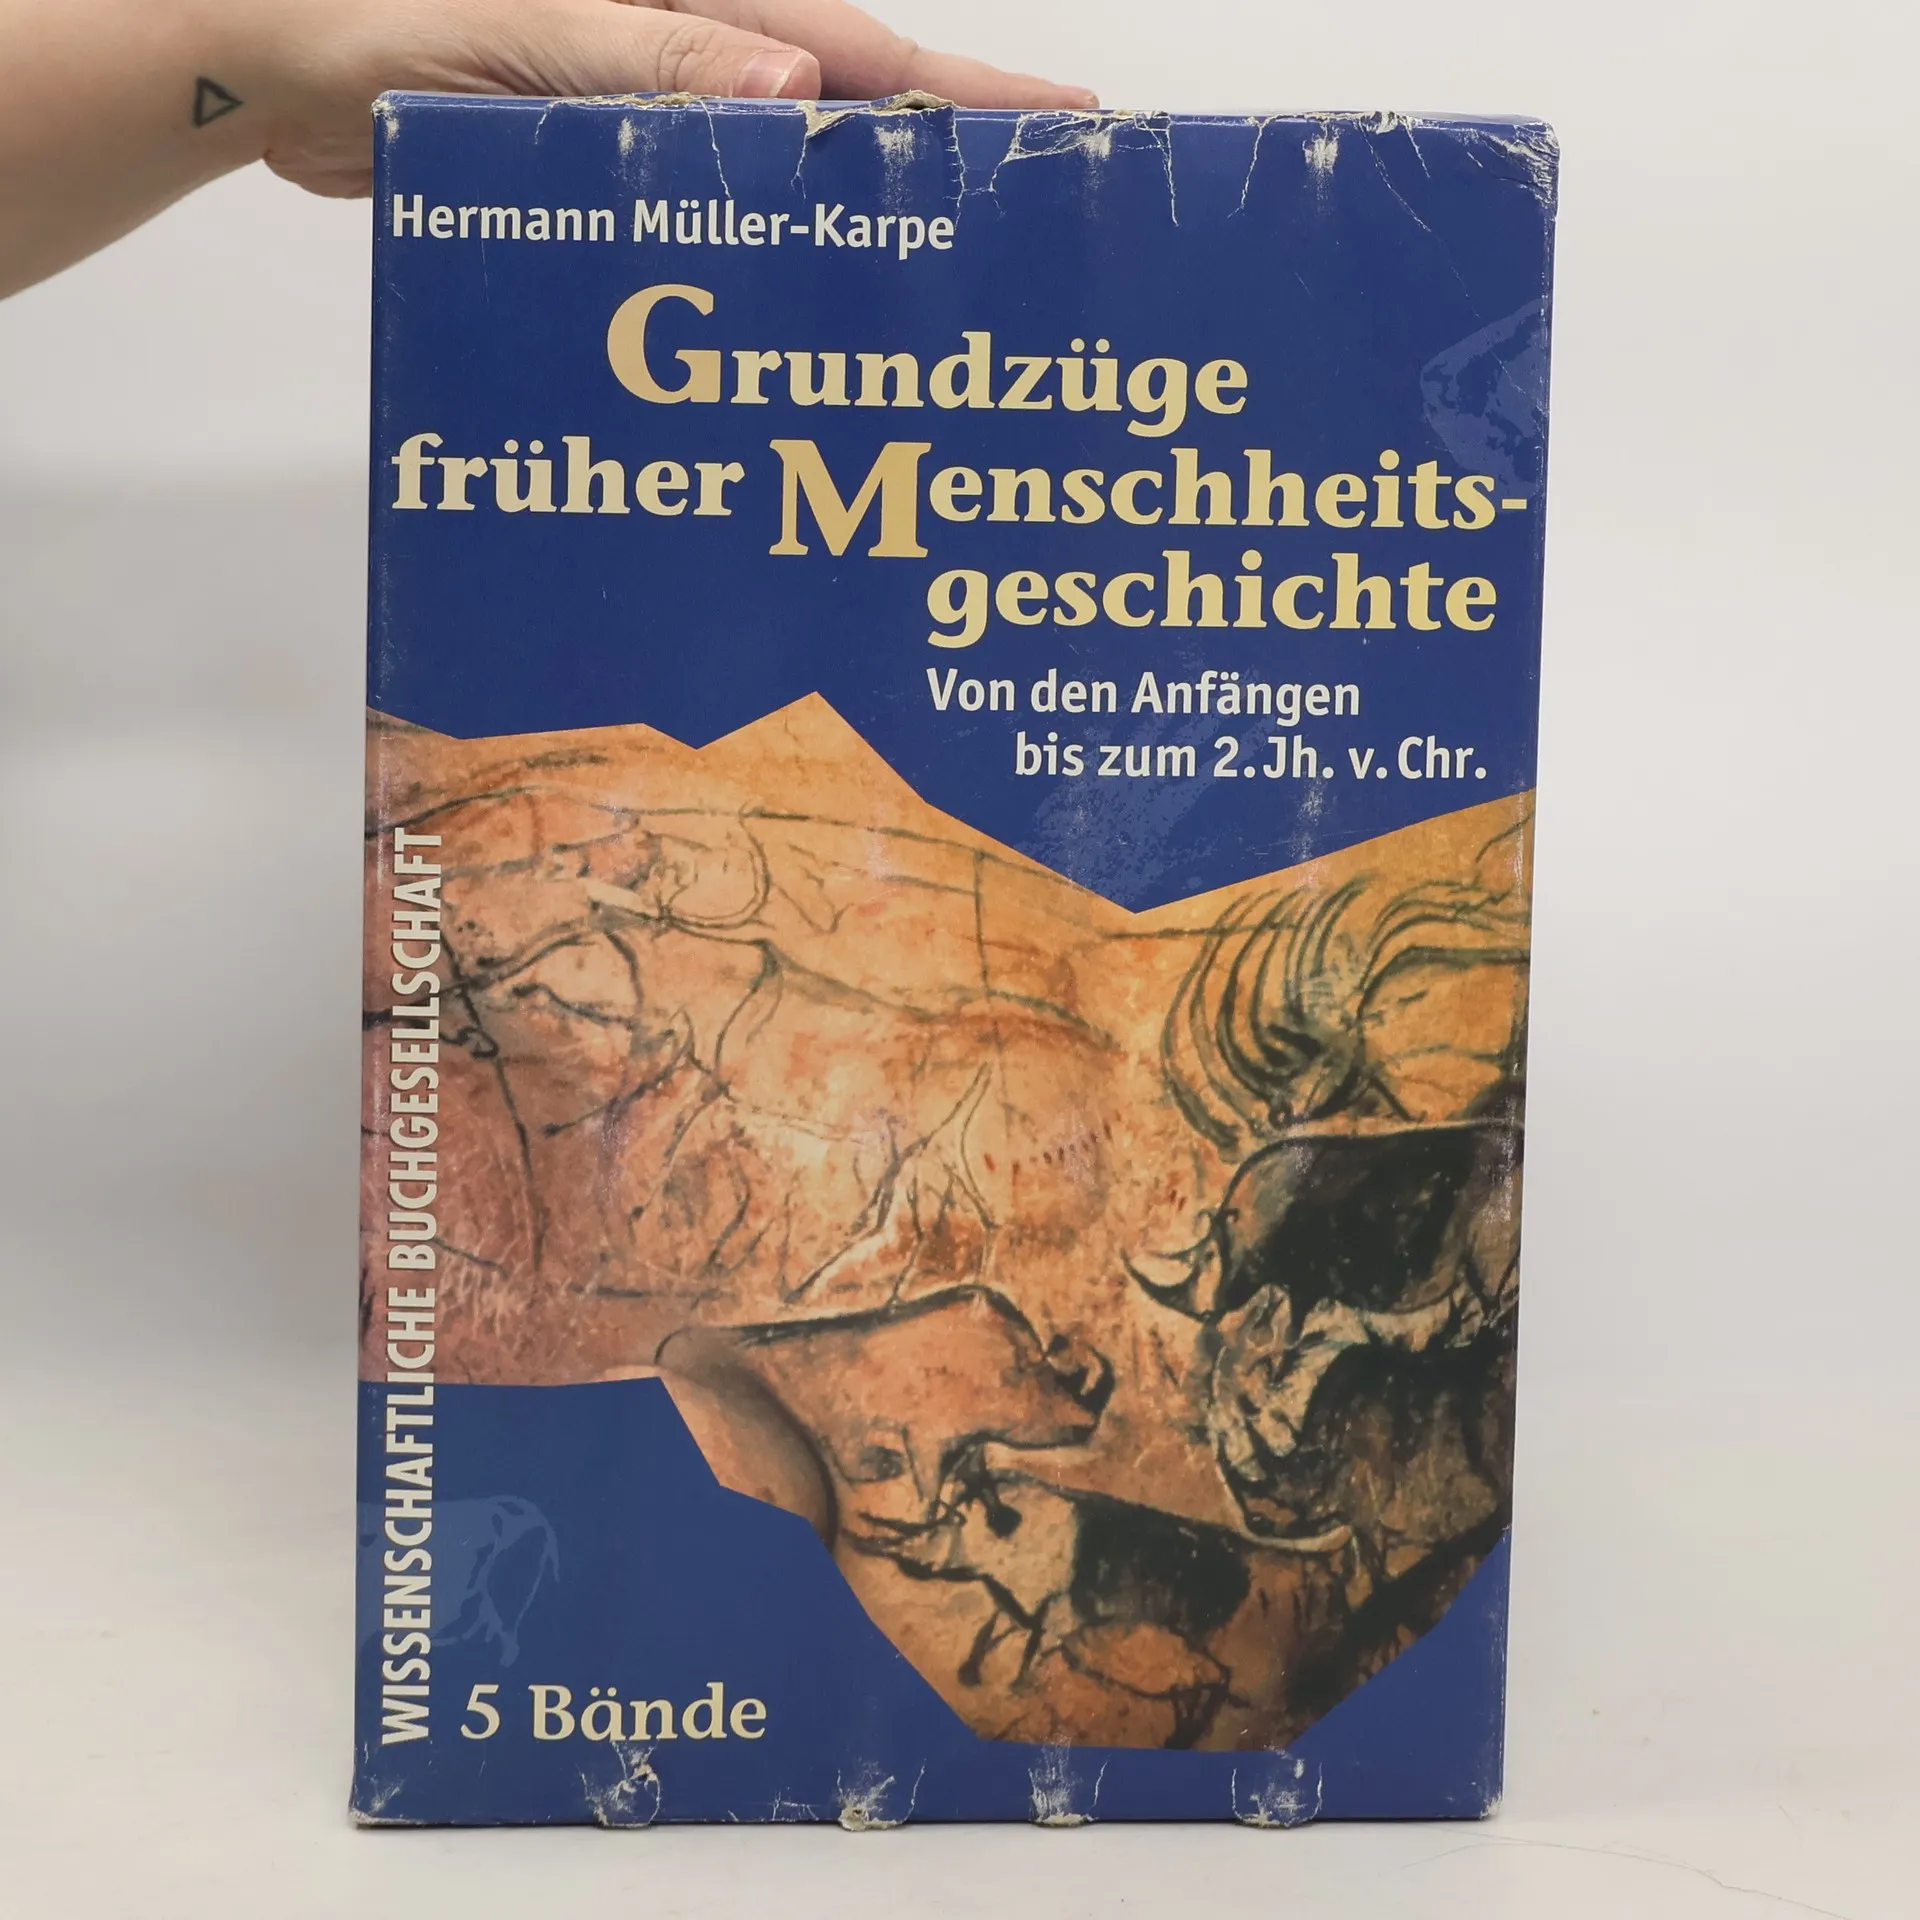 Hermann Müller-Karpe
Grundzüge
früher Menschheits-
geschichte
Von den Anfängen
bis zum 2. Jh. v. Chr.
WISSENSCHAFTLICHE BUCHGESELLSCHAFT
5 Bände